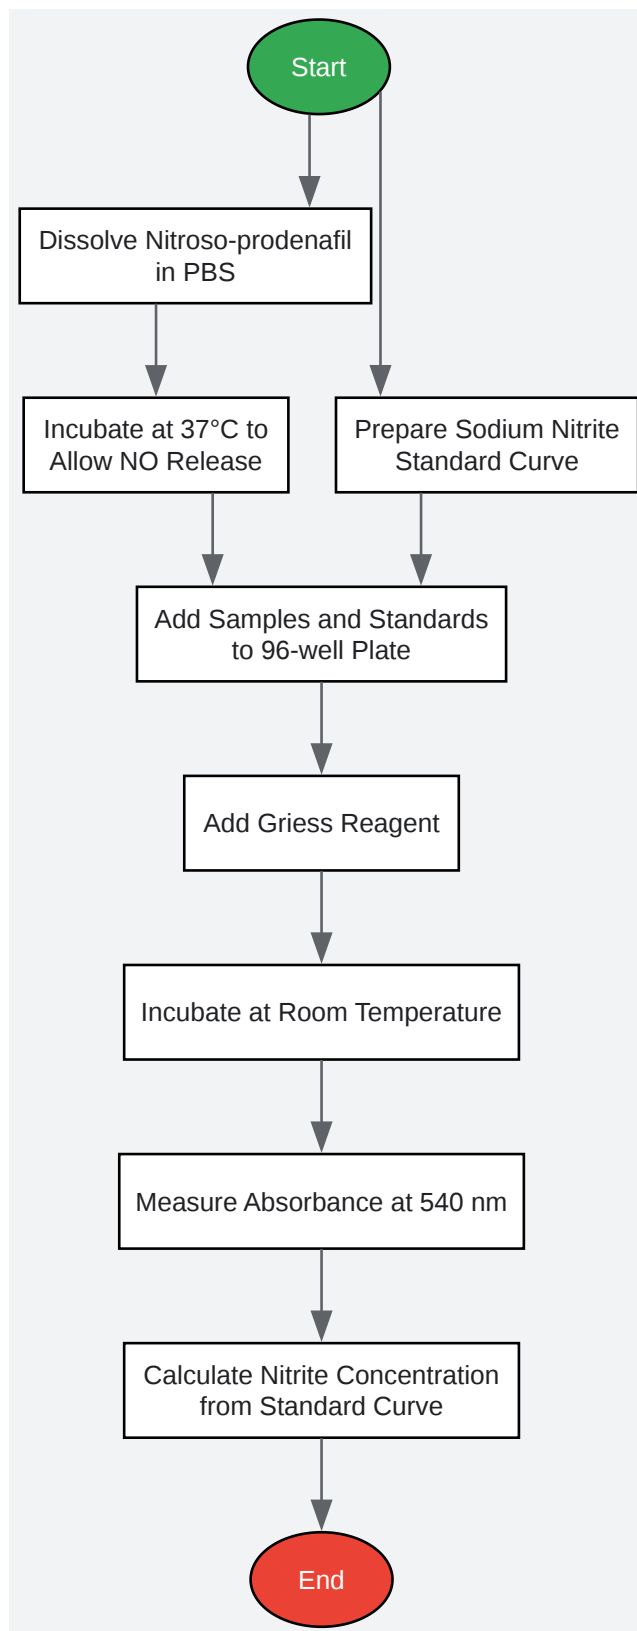 Start
Dissolve Nitroso-prodenafil
in PBS
Incubate at 37°C to
Allow NO Release
Prepare Sodium Nitrite
Standard Curve
Add Samples and Standards
to 96-well Plate
Add Griess Reagent
Incubate at Room Temperature
Measure Absorbance at 540 nm
Calculate Nitrite Concentration
from Standard Curve
End